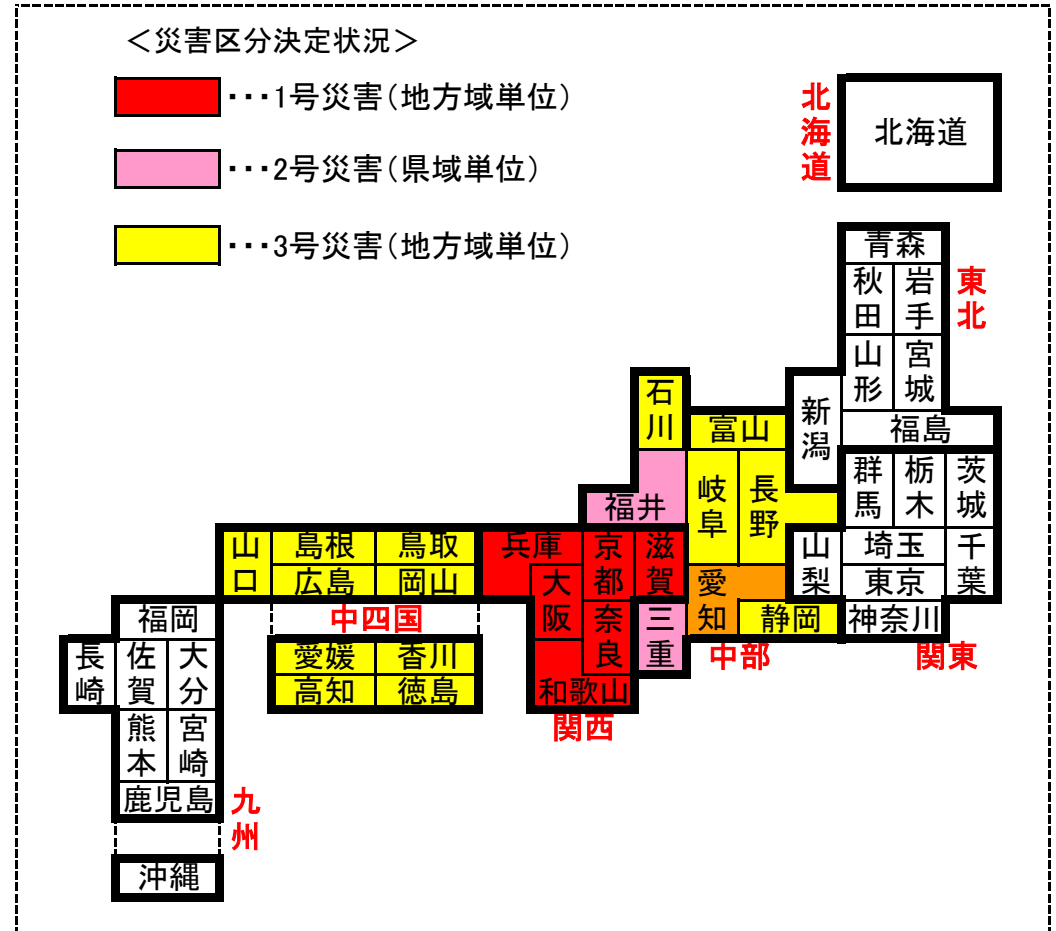 ＜災害区分決定状況＞
・・・1号災害（地方域単位）
・・・2号災害（県域単位）
・・・3号災害（地方域単位）
北海道
北海道
青森
秋田
岩手
東北
山形
宮城
石川
新潟
富山
福島
岐阜
長野
群馬
栃木
茨城
福井
山口
島根
鳥取
兵庫
京都
滋賀
山梨
埼玉
千葉
広島
岡山
大阪
愛知
東京
福岡
中四国
奈良
三重
静岡
神奈川
長崎
佐賀
大分
愛媛
香川
中部
関東
高知
徳島
和歌山
関西
熊本
宮崎
鹿児島
九州
沖縄